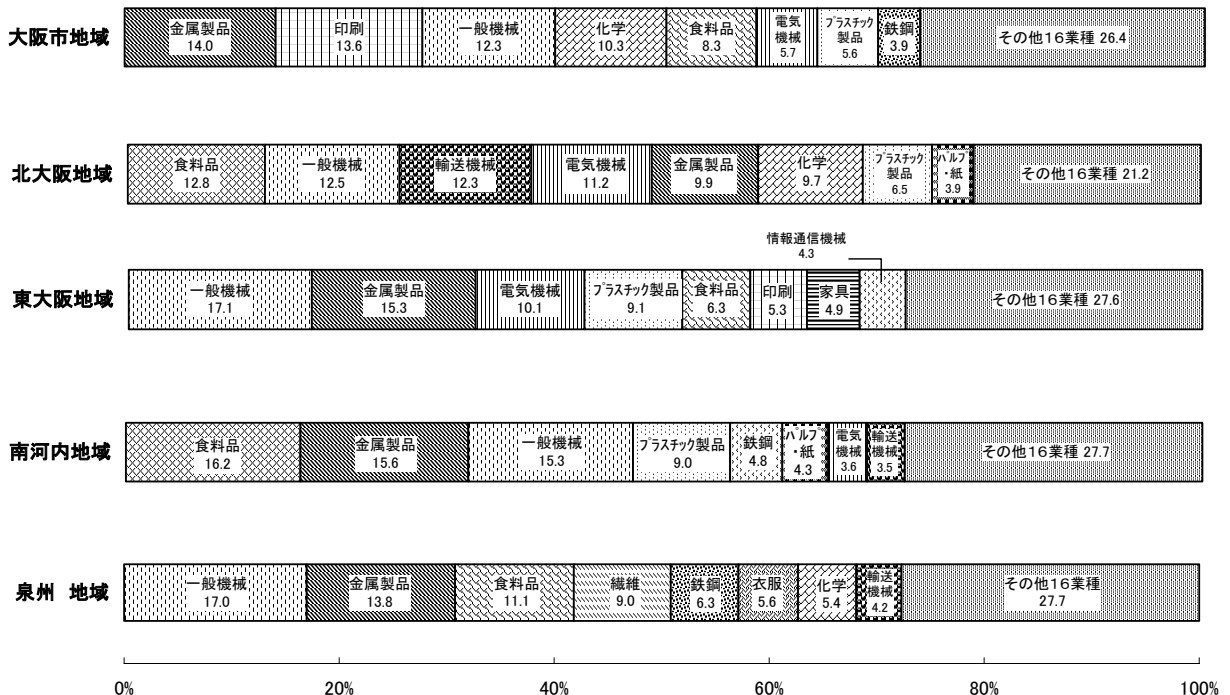 大阪市地域
金属製品
14.0
印刷
13.6
一般機械
12.3
化学
10.3
食料品
8.3
電気
機械
5.7
プラスチック
製品
5.6
鉄鋼
3.9
その他16業種 26.4
北大阪地域
食料品
12.8
一般機械
12.5
輸送機械
12.3
電気機械
11.2
金属製品
9.9
化学
9.7
プラスチック
製品
6.5
パルプ
・紙
3.9
その他16業種 21.2
情報通信機械
4.3
東大阪地域
一般機械
17.1
金属製品
15.3
電気機械
10.1
プラスチック製品
9.1
食料品
6.3
印刷
5.3
家具
4.9
その他16業種 27.6
南河内地域
食料品
16.2
金属製品
15.6
一般機械
15.3
プラスチック製品
9.0
鉄鋼
4.8
パルプ
・紙
4.3
電気
機械
3.6
輸送
機械
3.5
その他16業種 27.7
泉州 地域
一般機械
17.0
金属製品
13.8
食料品
11.1
繊維
9.0
鉄鋼
6.3
衣服
5.6
化学
5.4
輸送
機械
4.2
その他16業種
27.7
0%
20%
40%
60%
80%
100%